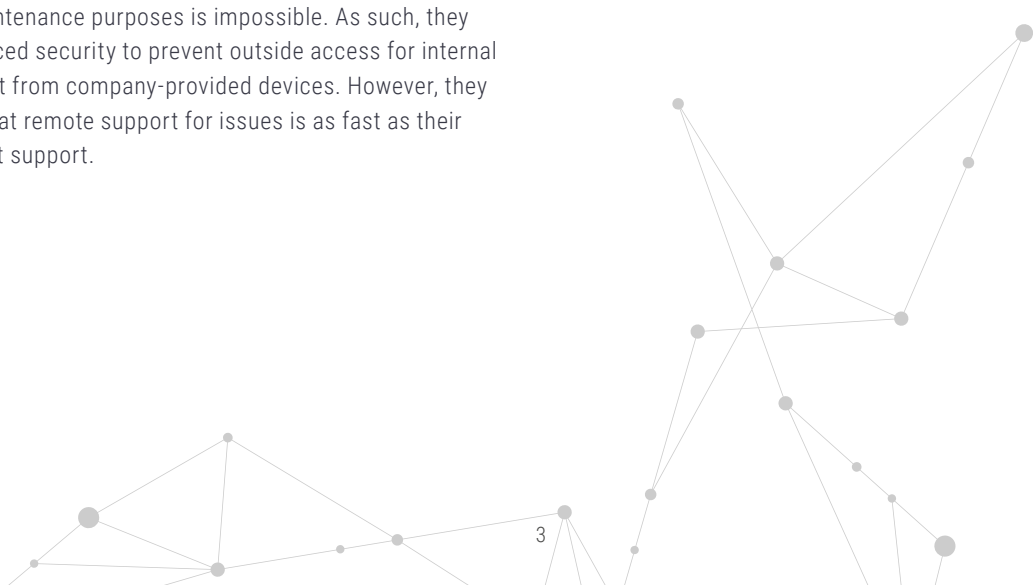 ntenance purposes is impossible. As such, they
ced security to prevent outside access for internal
t from company-provided devices. However, they
at remote support for issues is as fast as their
t support.
3